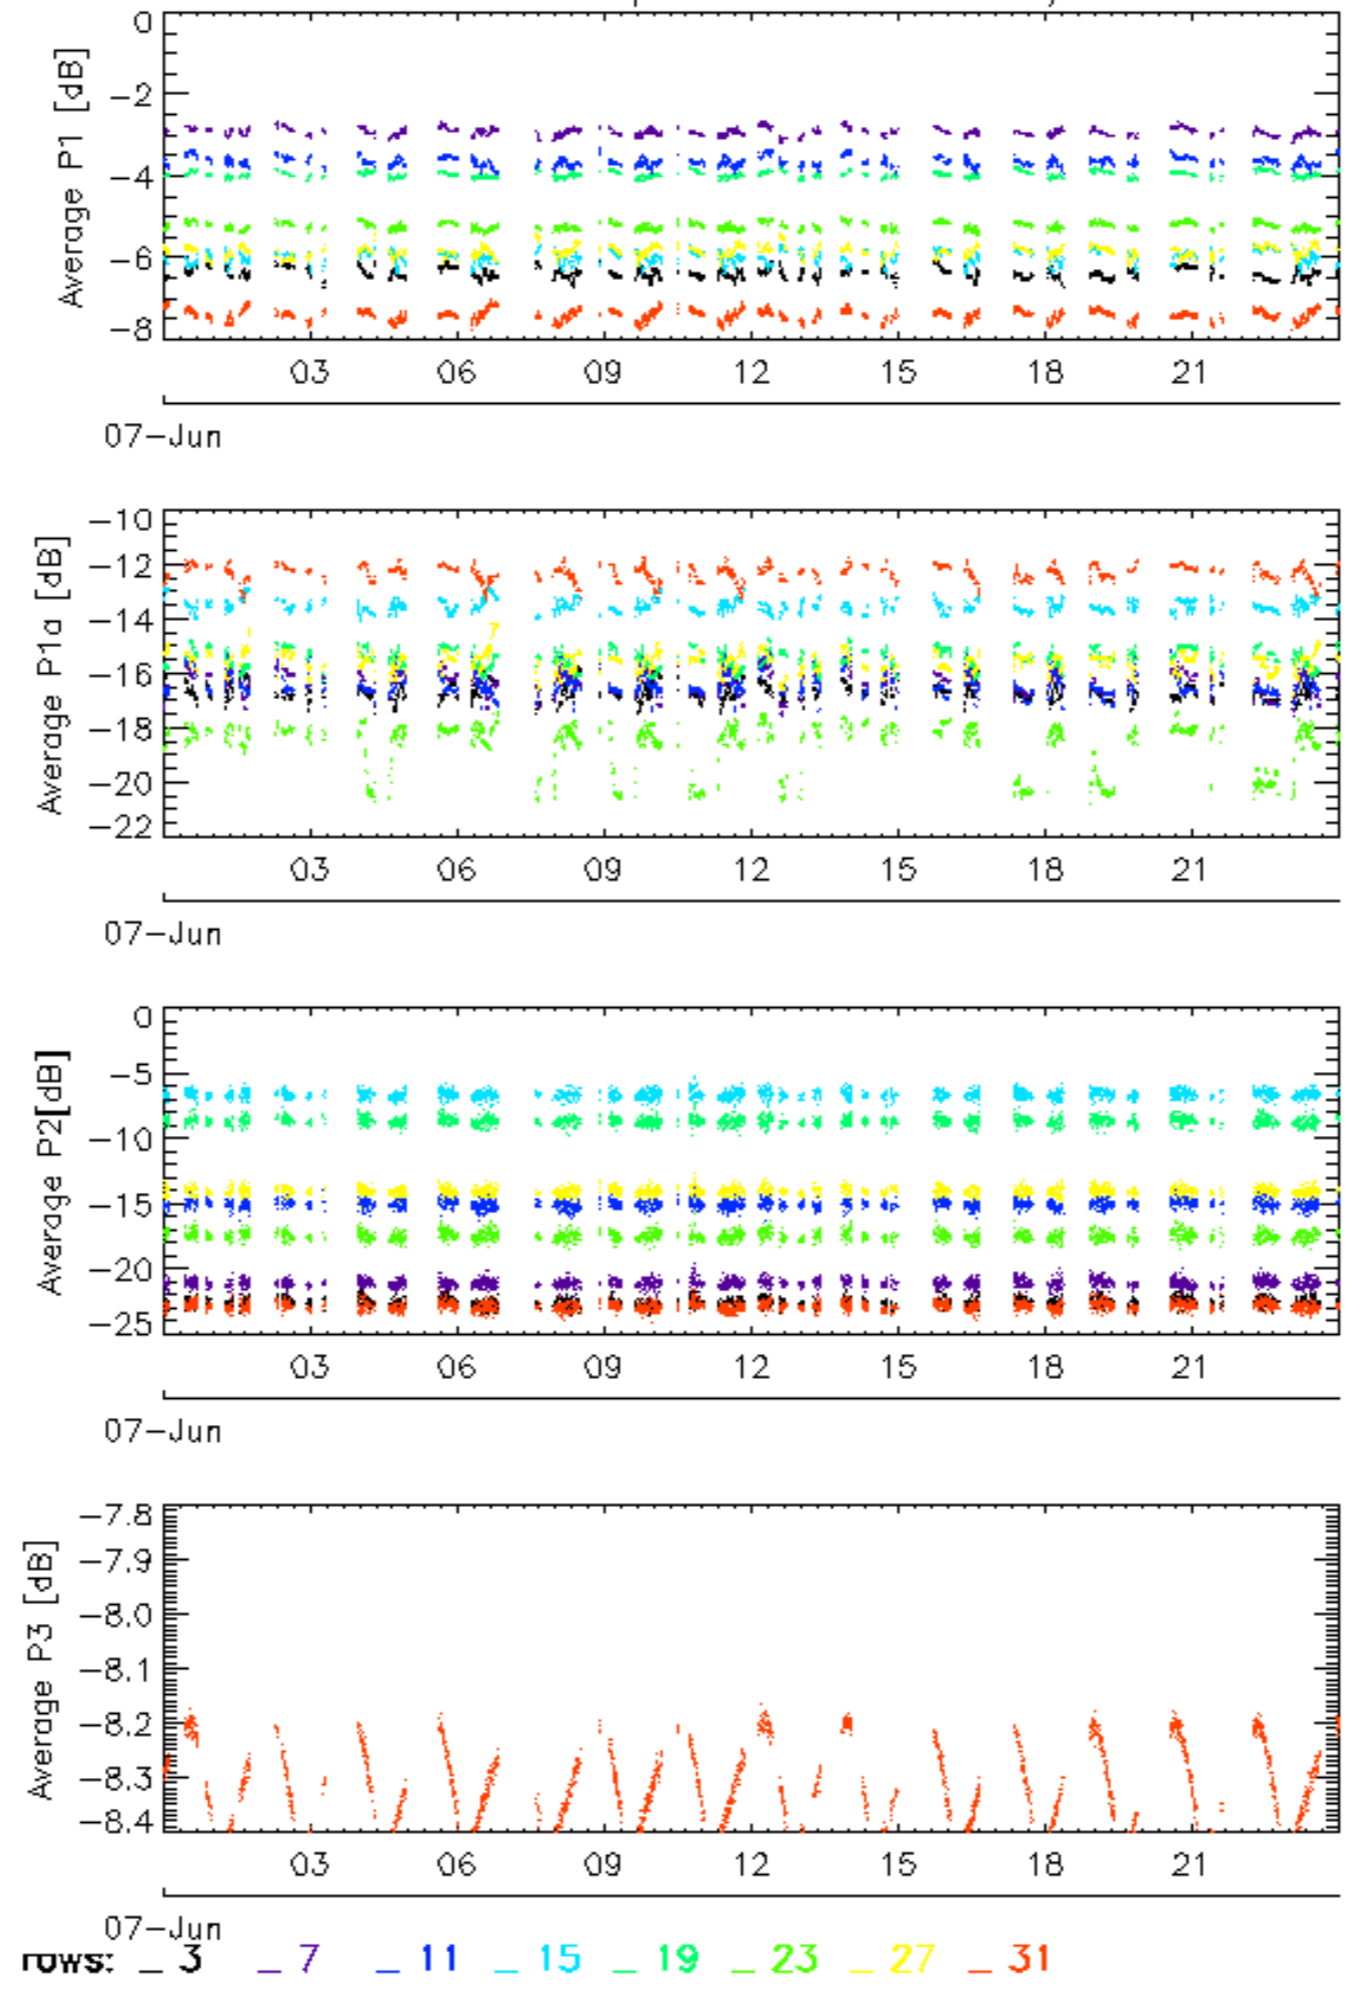 0
-2
-4
-6
-8
Average P1 [dB]
03 06 09 12 15 18 21
07-Jun
-10
-12
-14
-16
-18
-20
-22
Average P1a [dB]
03 06 09 12 15 18 21
07-Jun
0
-5
-10
-15
-20
-25
Average P2[dB]
03 06 09 12 15 18 21
07-Jun
-7.8
-7.9
-8.0
-8.1
-8.2
-8.3
-8.4
Average P3 [dB]
03 06 09 12 15 18 21
07-Jun
rows: _ 3 _ 7 _ 11 _ 15 _ 19 _ 23 _ 27 _ 31